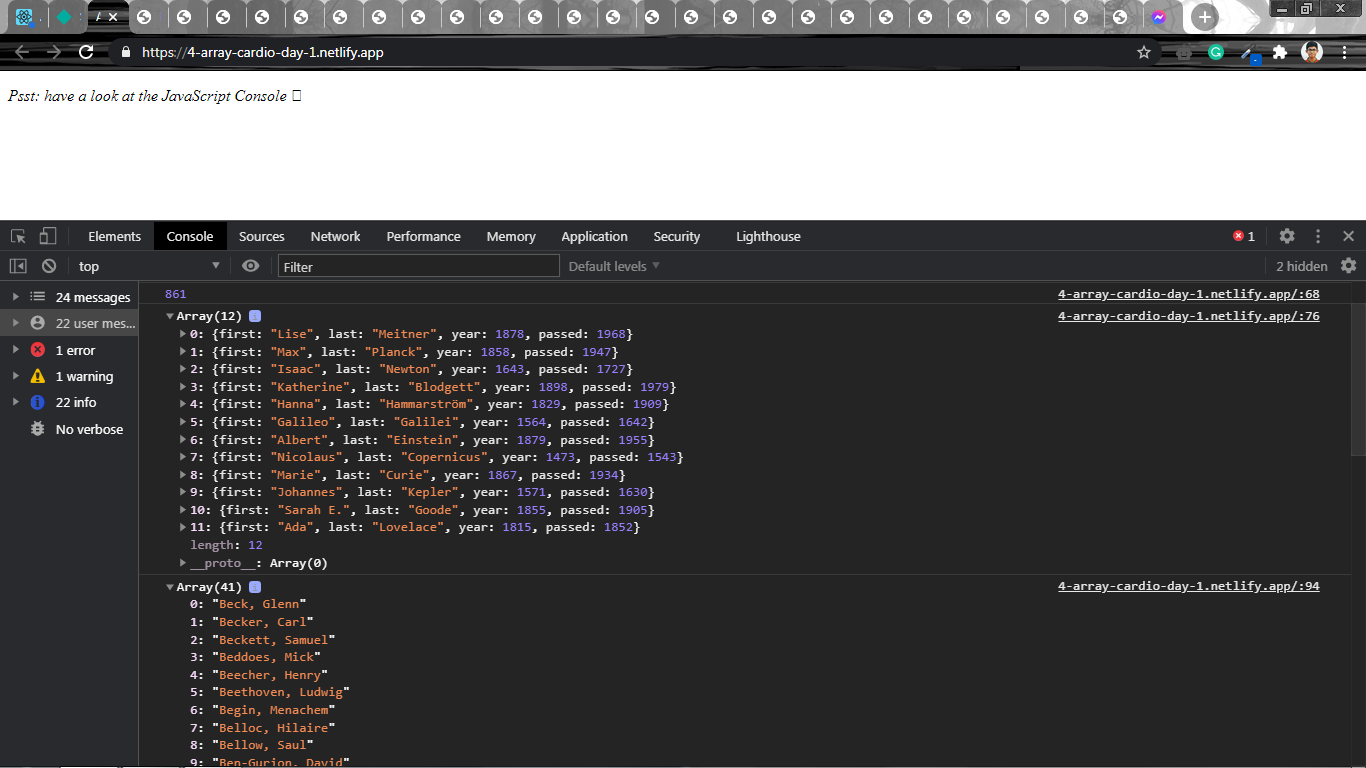 https://4-array-cardio-day-1.netlify.app
Psst: have a look at the JavaScript Console
Elements Console Sources Network Performance Memory Application Security Lighthouse 1
top Filter Default levels 2 hidden
24 messages
22 user mes...
1 error
1 warning
22 info
No verbose
861 4-array-cardio-day-1.netlify.app/:68
Array(12) i 4-array-cardio-day-1.netlify.app/:76
0: {first: "Lise", last: "Meitner", year: 1878, passed: 1968}
1: {first: "Max", last: "Planck", year: 1858, passed: 1947}
2: {first: "Isaac", last: "Newton", year: 1643, passed: 1727}
3: {first: "Katherine", last: "Blodgett", year: 1898, passed: 1979}
4: {first: "Hanna", last: "Hammarström", year: 1829, passed: 1909}
5: {first: "Galileo", last: "Galilei", year: 1564, passed: 1642}
6: {first: "Albert", last: "Einstein", year: 1879, passed: 1955}
7: {first: "Nicolaus", last: "Copernicus", year: 1473, passed: 1543}
8: {first: "Marie", last: "Curie", year: 1867, passed: 1934}
9: {first: "Johannes", last: "Kepler", year: 1571, passed: 1630}
10: {first: "Sarah E.", last: "Goode", year: 1855, passed: 1905}
11: {first: "Ada", last: "Lovelace", year: 1815, passed: 1852}
length: 12
__proto__: Array(0)
Array(41) i 4-array-cardio-day-1.netlify.app/:94
0: "Beck, Glenn"
1: "Becker, Carl"
2: "Beckett, Samuel"
3: "Beddoes, Mick"
4: "Beecher, Henry"
5: "Beethoven, Ludwig"
6: "Begin, Menachem"
7: "Belloc, Hilaire"
8: "Bellow, Saul"
9: "Ben-Gurion, David"